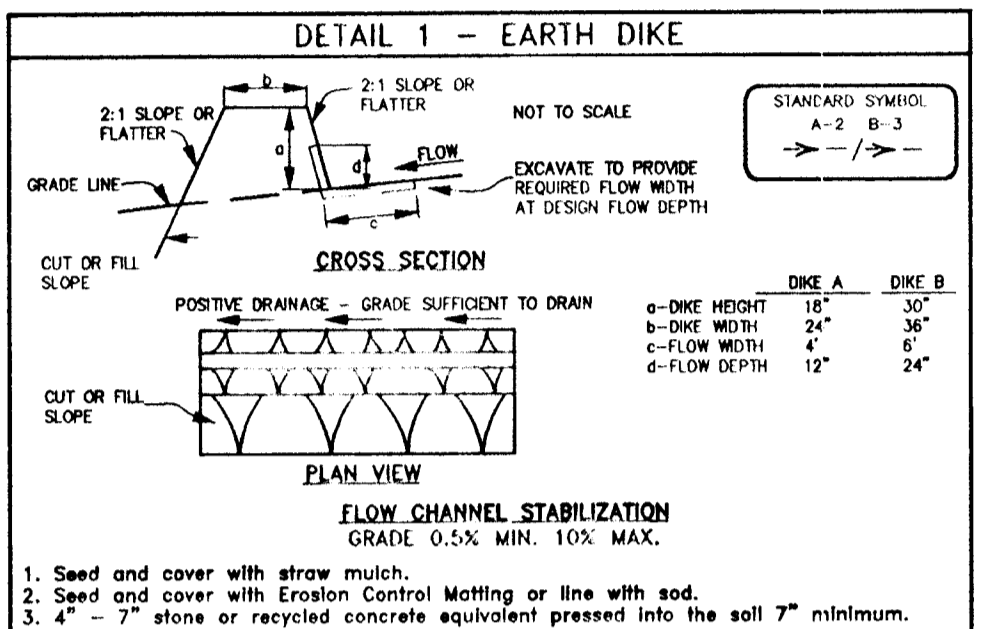 DETAIL 1 - EARTH DIKE
b
2:1 SLOPE OR
FLATTER
2:1 SLOPE OR
FLATTER
NOT TO SCALE
STANDARD SYMBOL
A-2 B-3
/
a
d
FLOW
GRADE LINE
EXCAVATE TO PROVIDE
REQUIRED FLOW WIDTH
AT DESIGN FLOW DEPTH
c
CUT OR FILL
SLOPE
CROSS SECTION
POSITIVE DRAINAGE - GRADE SUFFICIENT TO DRAIN
DIKE A DIKE B
a-DIKE HEIGHT 18" 30"
b-DIKE WIDTH 24" 36"
c-FLOW WIDTH 4' 6'
d-FLOW DEPTH 12" 24"
CUT OR FILL
SLOPE
PLAN VIEW
FLOW CHANNEL STABILIZATION
GRADE 0.5% MIN. 10% MAX.
1. Seed and cover with straw mulch.
2. Seed and cover with Erosion Control Matting or line with sod.
3. 4" - 7" stone or recycled concrete equivalent pressed into the soil 7" minimum.